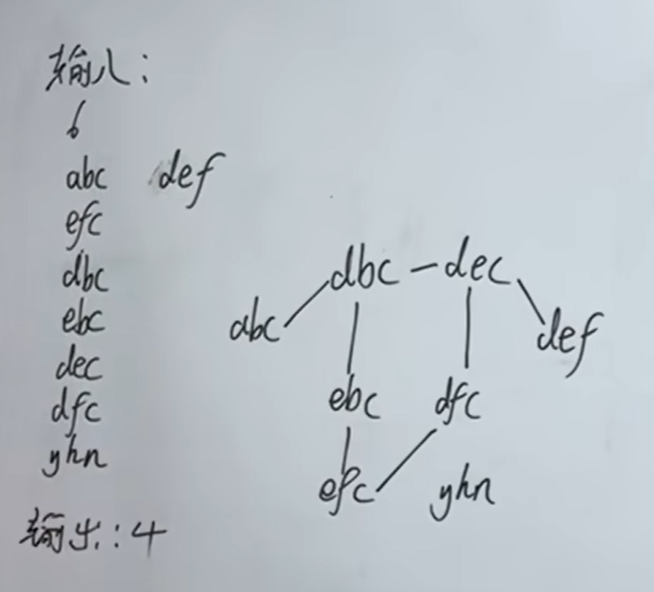 输入:
6
abc def
efc
dbc
ebc
dec
dfc
yhn
输出:4
dbc - dec
abc
def
ebc dfc
efc yhn